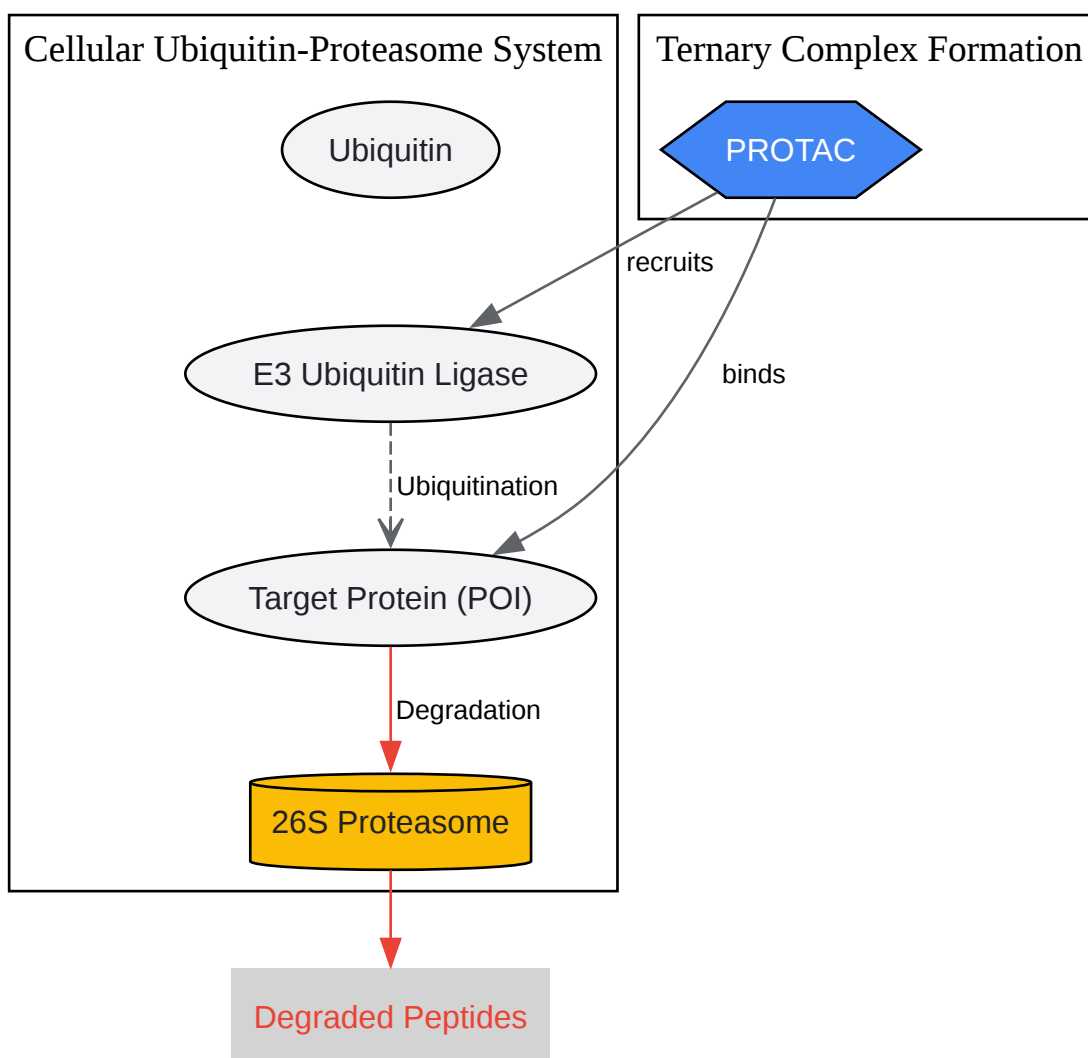 Cellular Ubiquitin-Proteasome System
Ternary Complex Formation
Ubiquitin
PROTAC
recruits
E3 Ubiquitin Ligase
binds
Ubiquitination
Target Protein (POI)
Degradation
26S Proteasome
Degraded Peptides